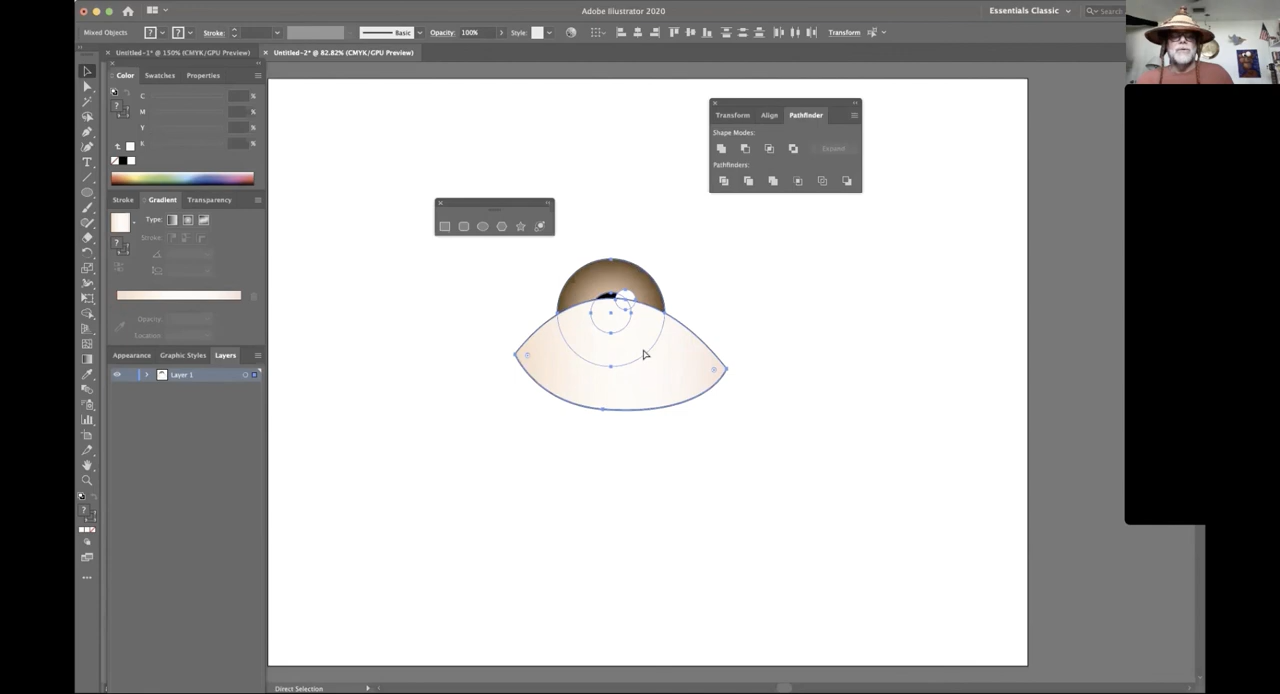 Adobe Illustrator 2020
Essentials Classic
Search
Mixed Objects
Stroke:
Basic
Opacity: 100%
Style:
Transform
Untitled-1* @ 150% (CMYK/GPU Preview)
Untitled-2* @ 82.82% (CMYK/GPU Preview)
Color Swatches Properties
C %
M %
Y %
K %
Stroke Gradient Transparency
Type:
Stroke:
Opacity:
Location:
Appearance Graphic Styles Layers
Layer 1
Transform Align Pathfinder
Shape Modes:
Expand
Pathfinders:
Direct Selection